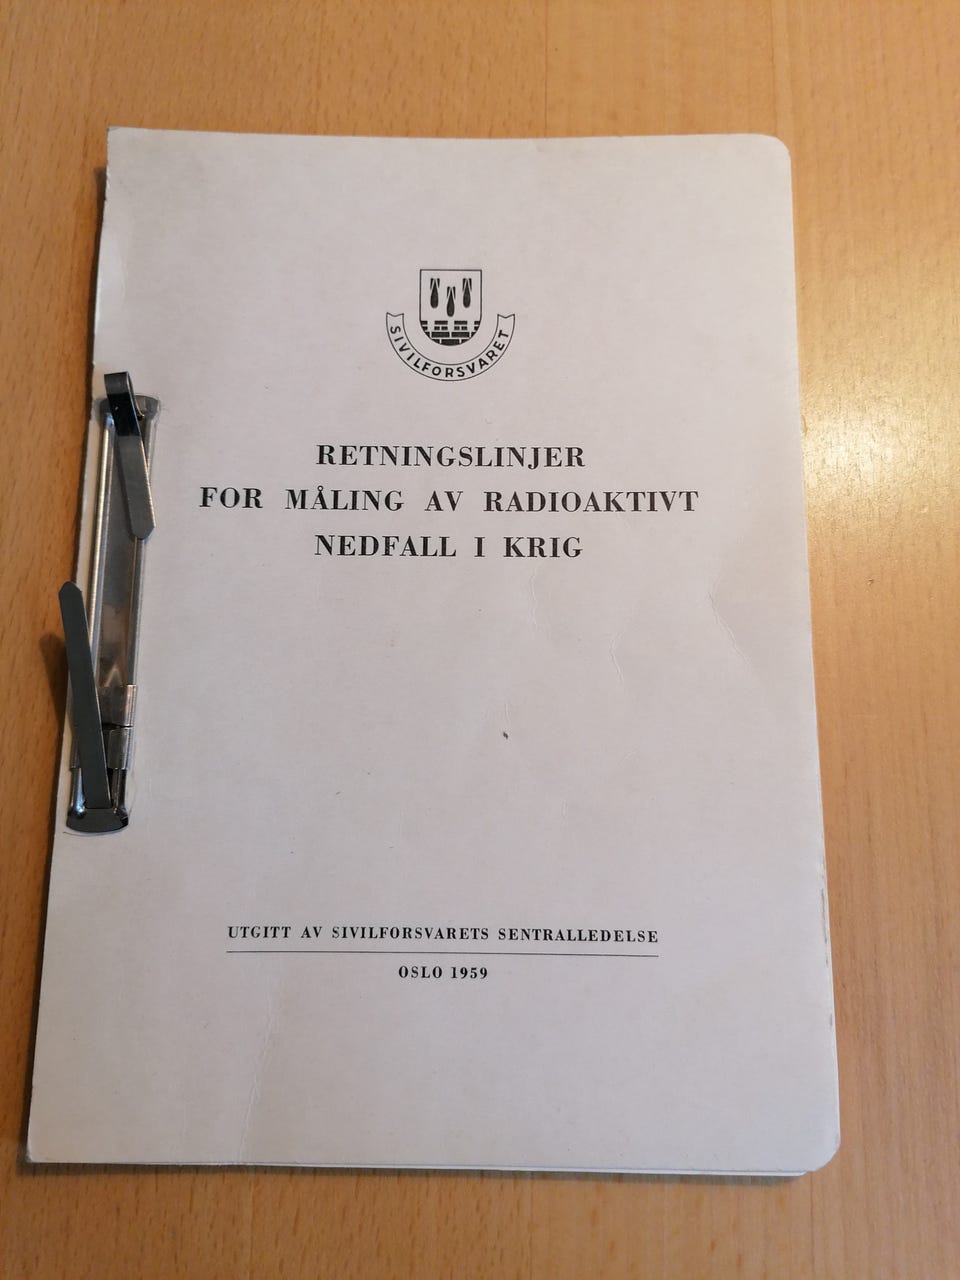 SIVILFORSVARET
RETNINGSLINJER
FOR MÅLING AV RADIOAKTIVT
NEDFALL I KRIG
UTGITT AV SIVILFORSVARETS SENTRALLEDELSE
OSLO 1959